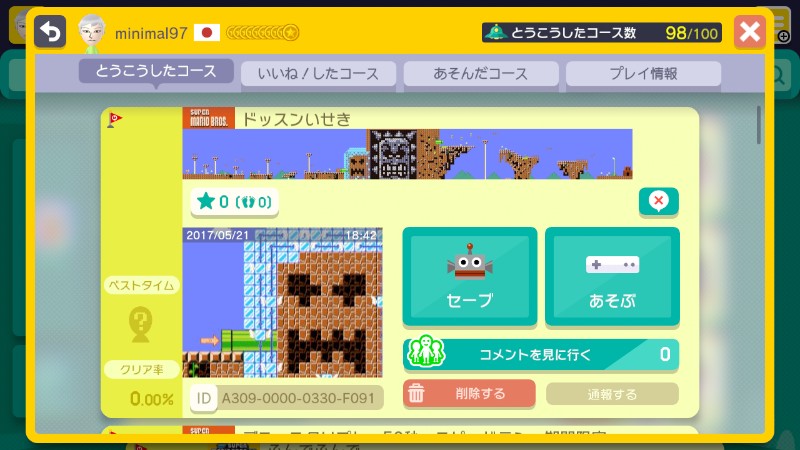 minimal97
とうこうしたコース数 98/100
とうこうしたコース
いいね!したコース
あそんだコース
プレイ情報
SUPER MARIO BROS.
ドッスンいせき
0 (0)
2017/05/21 18:42
セーブ
あそぶ
ベストタイム
?
コメントを見に行く 0
クリア率
0.00%
ID A309-0000-0330-F091
削除する
通報する
SUPER